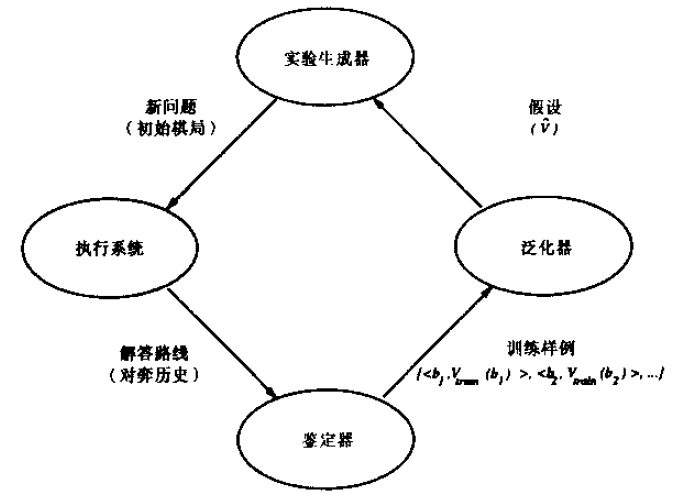 实验生成器
新问题
（初始棋局）
假设
(V̂)
执行系统
泛化器
解答路线
（对弈历史）
训练样例
{<b₁,Vtrain (b₁) >, <b₂, Vtrain (b₂) >, ...}
鉴定器